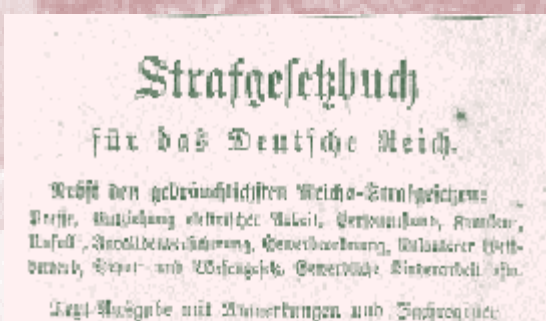 Strafgesetzbuch
für das Deutsche Reich.
Nebst den gebräuchlichsten Reichs-Strafgesetzen:
Presse, Entziehung elektrischer Arbeit, Personenstand, Kranken-,
Unfall-, Invalidenversicherung, Gewerbeordnung, Unlauterer Wett-
bewerb, Depot- und Börsengesetz, Gewerbliche Kinderarbeit usw.
Text-Ausgabe mit Anmerkungen und Sachregister